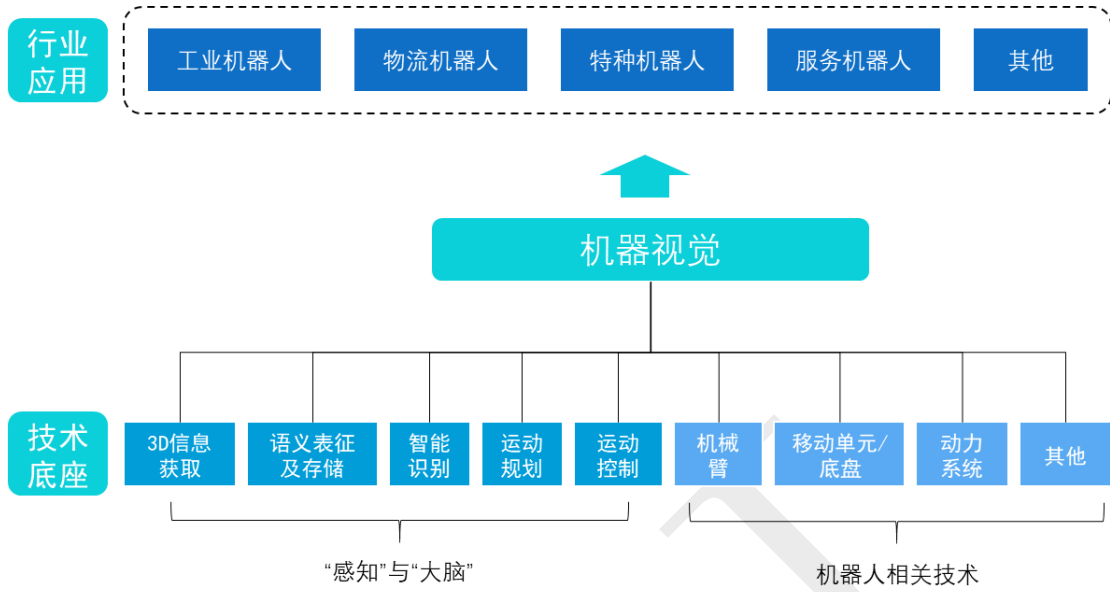 行业
应用
工业机器人
物流机器人
特种机器人
服务机器人
其他
机器视觉
技术
底座
3D信息
获取
语义表征
及存储
智能
识别
运动
规划
运动
控制
机械
臂
移动单元/
底盘
动力
系统
其他
“感知”与“大脑”
机器人相关技术